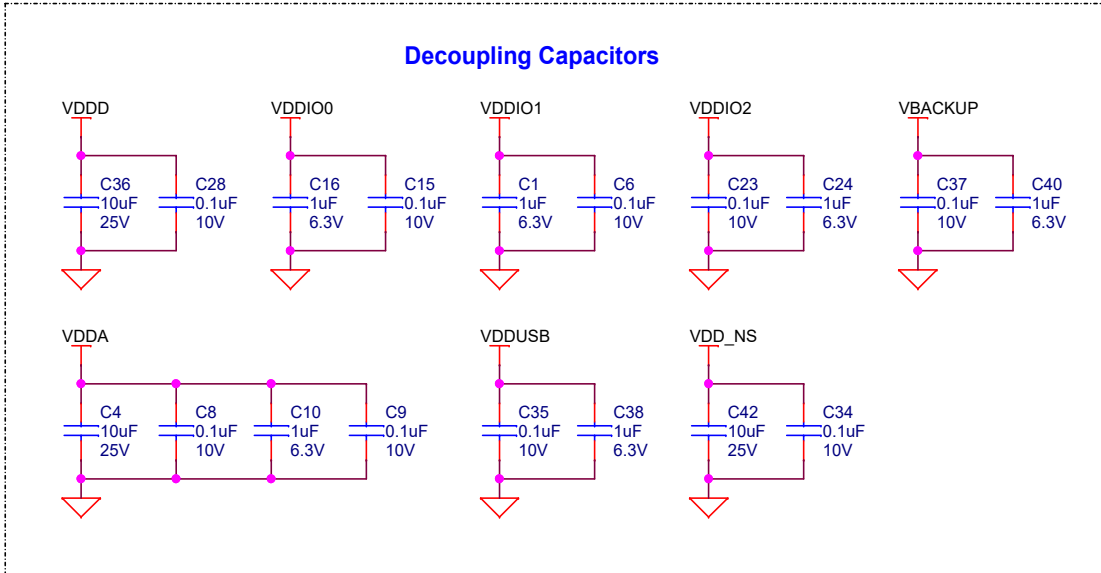 Decoupling Capacitors
VDDD
VDDIO0
VDDIO1
VDDIO2
VBACKUP
C36
10uF
25V
C28
0.1uF
10V
C16
1uF
6.3V
C15
0.1uF
10V
C1
1uF
6.3V
C6
0.1uF
10V
C23
0.1uF
10V
C24
1uF
6.3V
C37
0.1uF
10V
C40
1uF
6.3V
VDDA
VDDUSB
VDD_NS
C4
10uF
25V
C8
0.1uF
10V
C10
1uF
6.3V
C9
0.1uF
10V
C35
0.1uF
10V
C38
1uF
6.3V
C42
10uF
25V
C34
0.1uF
10V